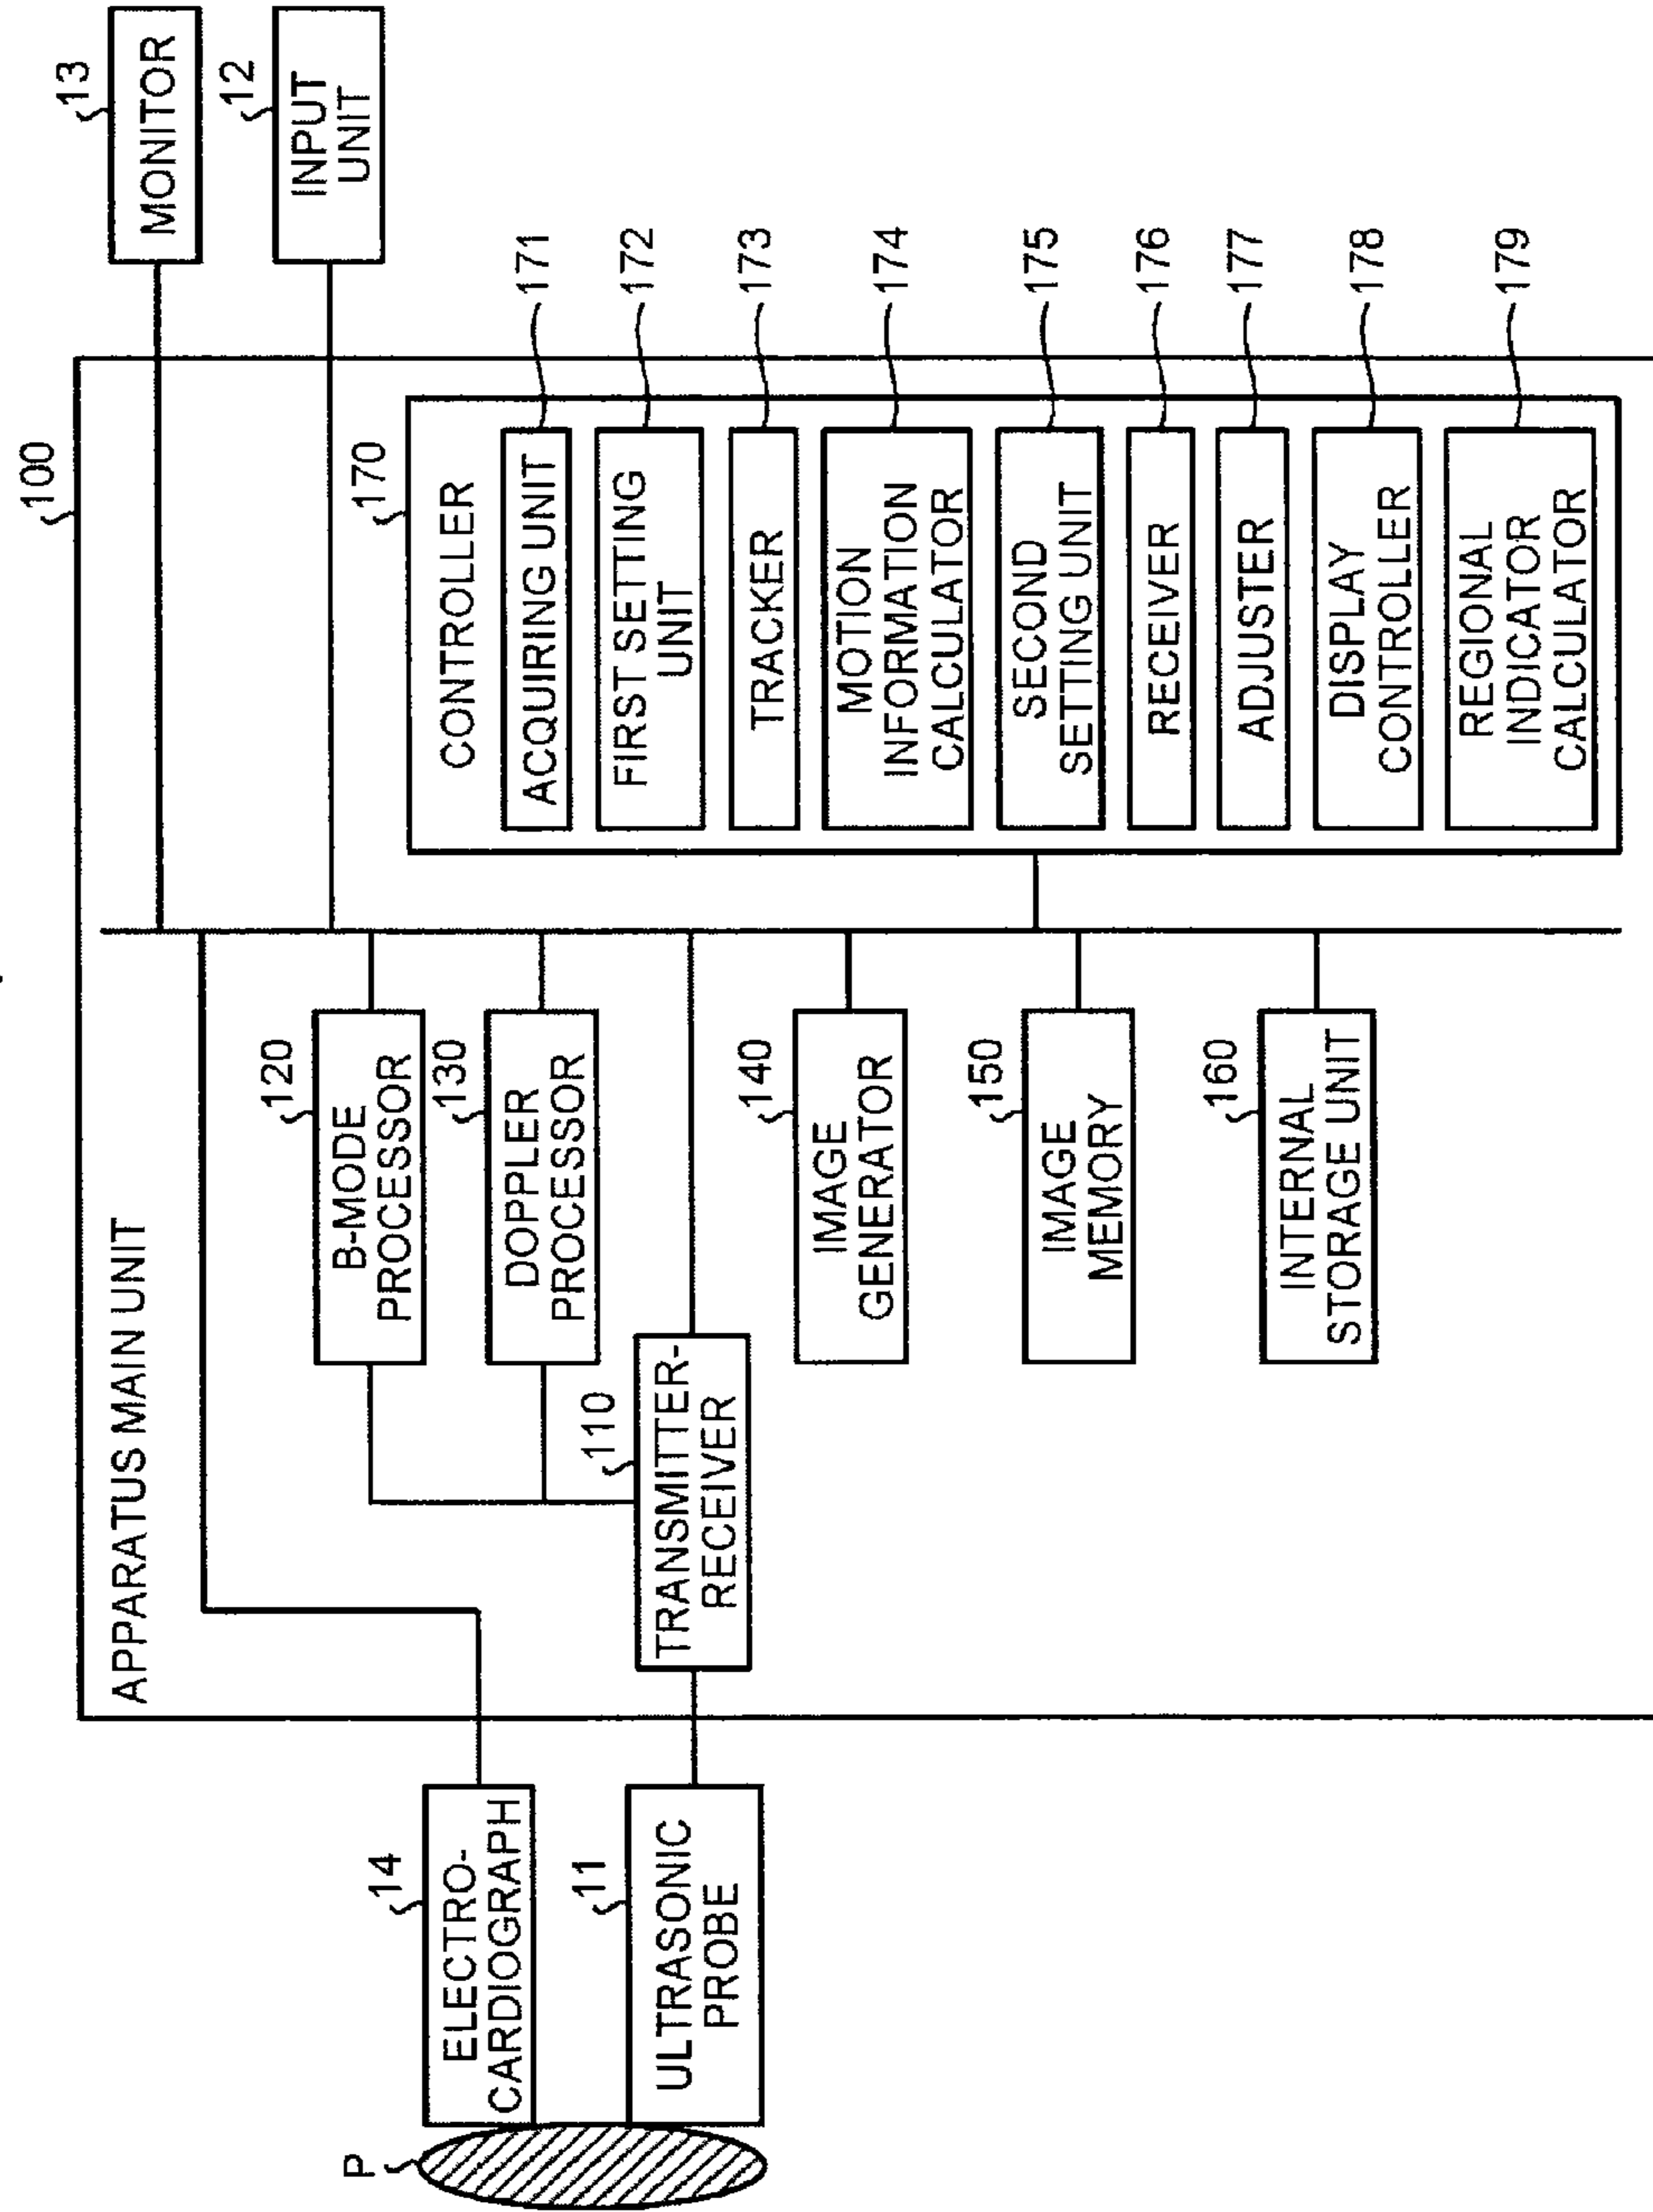 100
APPARATUS MAIN UNIT
13
MONITOR
12
INPUT
UNIT
14
ELECTRO-
CARDIOGRAPH
P
11
ULTRASONIC
PROBE
110
TRANSMITTER-
RECEIVER
120
B-MODE
PROCESSOR
130
DOPPLER
PROCESSOR
140
IMAGE
GENERATOR
150
IMAGE
MEMORY
160
INTERNAL
STORAGE UNIT
170
CONTROLLER
ACQUIRING UNIT
171
FIRST SETTING
UNIT
172
TRACKER
173
MOTION
INFORMATION
CALCULATOR
174
SECOND
SETTING UNIT
175
RECEIVER
176
ADJUSTER
177
DISPLAY
CONTROLLER
178
REGIONAL
INDICATOR
CALCULATOR
179